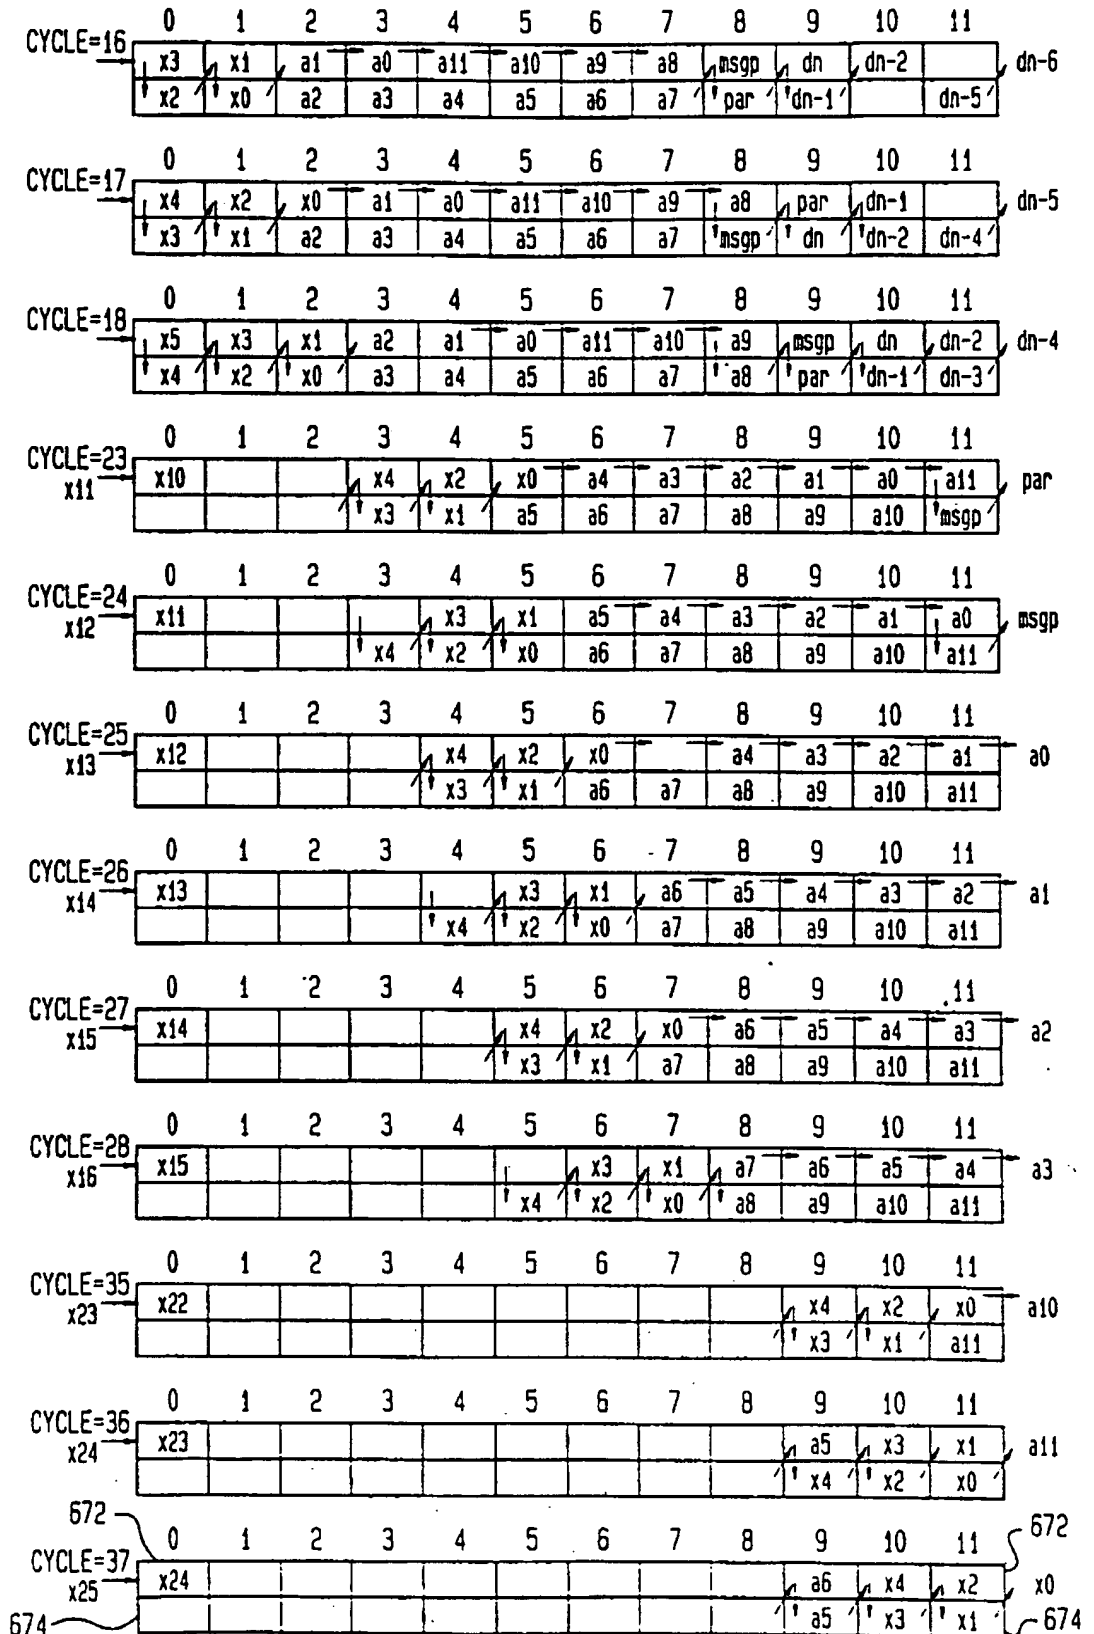 0 1 2 3 4 5 6 7 8 9 10 11
CYCLE=16
x3 x1 a1 a0 a11 a10 a9 a8 msgp dn dn-2 dn-6
x2 x0 a2 a3 a4 a5 a6 a7 par dn-1 dn-5
0 1 2 3 4 5 6 7 8 9 10 11
CYCLE=17
x4 x2 x0 a1 a0 a11 a10 a9 a8 par dn-1 dn-5
x3 x1 a2 a3 a4 a5 a6 a7 msgp dn dn-2 dn-4
0 1 2 3 4 5 6 7 8 9 10 11
CYCLE=18
x5 x3 x1 a2 a1 a0 a11 a10 a9 msgp dn dn-2 dn-4
x4 x2 x0 a3 a4 a5 a6 a7 a8 par dn-1 dn-3
0 1 2 3 4 5 6 7 8 9 10 11
CYCLE=23
x11 x10 x4 x2 x0 a4 a3 a2 a1 a0 a11 par
x3 x1 a5 a6 a7 a8 a9 a10 msgp
0 1 2 3 4 5 6 7 8 9 10 11
CYCLE=24
x12 x11 x3 x1 a5 a4 a3 a2 a1 a0 msgp
x4 x2 x0 a6 a7 a8 a9 a10 a11
0 1 2 3 4 5 6 7 8 9 10 11
CYCLE=25
x13 x12 x4 x2 x0 a4 a3 a2 a1 a0
x3 x1 a6 a7 a8 a9 a10 a11
0 1 2 3 4 5 6 7 8 9 10 11
CYCLE=26
x14 x13 x3 x1 a6 a5 a4 a3 a2 a1
x4 x2 x0 a7 a8 a9 a10 a11
0 1 2 3 4 5 6 7 8 9 10 11
CYCLE=27
x15 x14 x4 x2 x0 a6 a5 a4 a3 a2
x3 x1 a7 a8 a9 a10 a11
0 1 2 3 4 5 6 7 8 9 10 11
CYCLE=28
x16 x15 x3 x1 a7 a6 a5 a4 a3
x4 x2 x0 a8 a9 a10 a11
0 1 2 3 4 5 6 7 8 9 10 11
CYCLE=35
x23 x22 x4 x2 x0 a10
x3 x1 a11
0 1 2 3 4 5 6 7 8 9 10 11
CYCLE=36
x24 x23 a5 x3 x1 a11
x4 x2 x0
672 0 1 2 3 4 5 6 7 8 9 10 11 672
CYCLE=37
x25 x24 a6 x4 x2 x0
674 a5 x3 x1 674